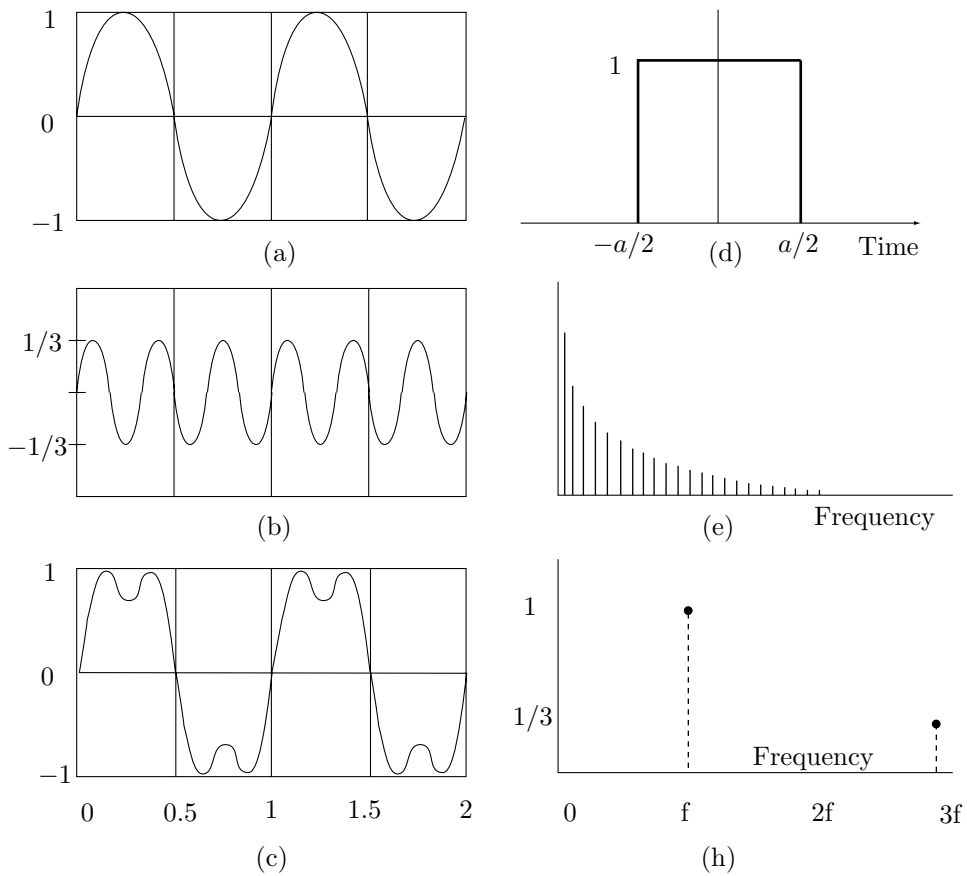 1
0
−1
(a)
1/3
−1/3
(b)
1
0
−1
0 0.5 1 1.5 2
(c)
1
−a/2 a/2 Time
(d)
Frequency
(e)
1
1/3
Frequency
0 f 2f 3f
(h)